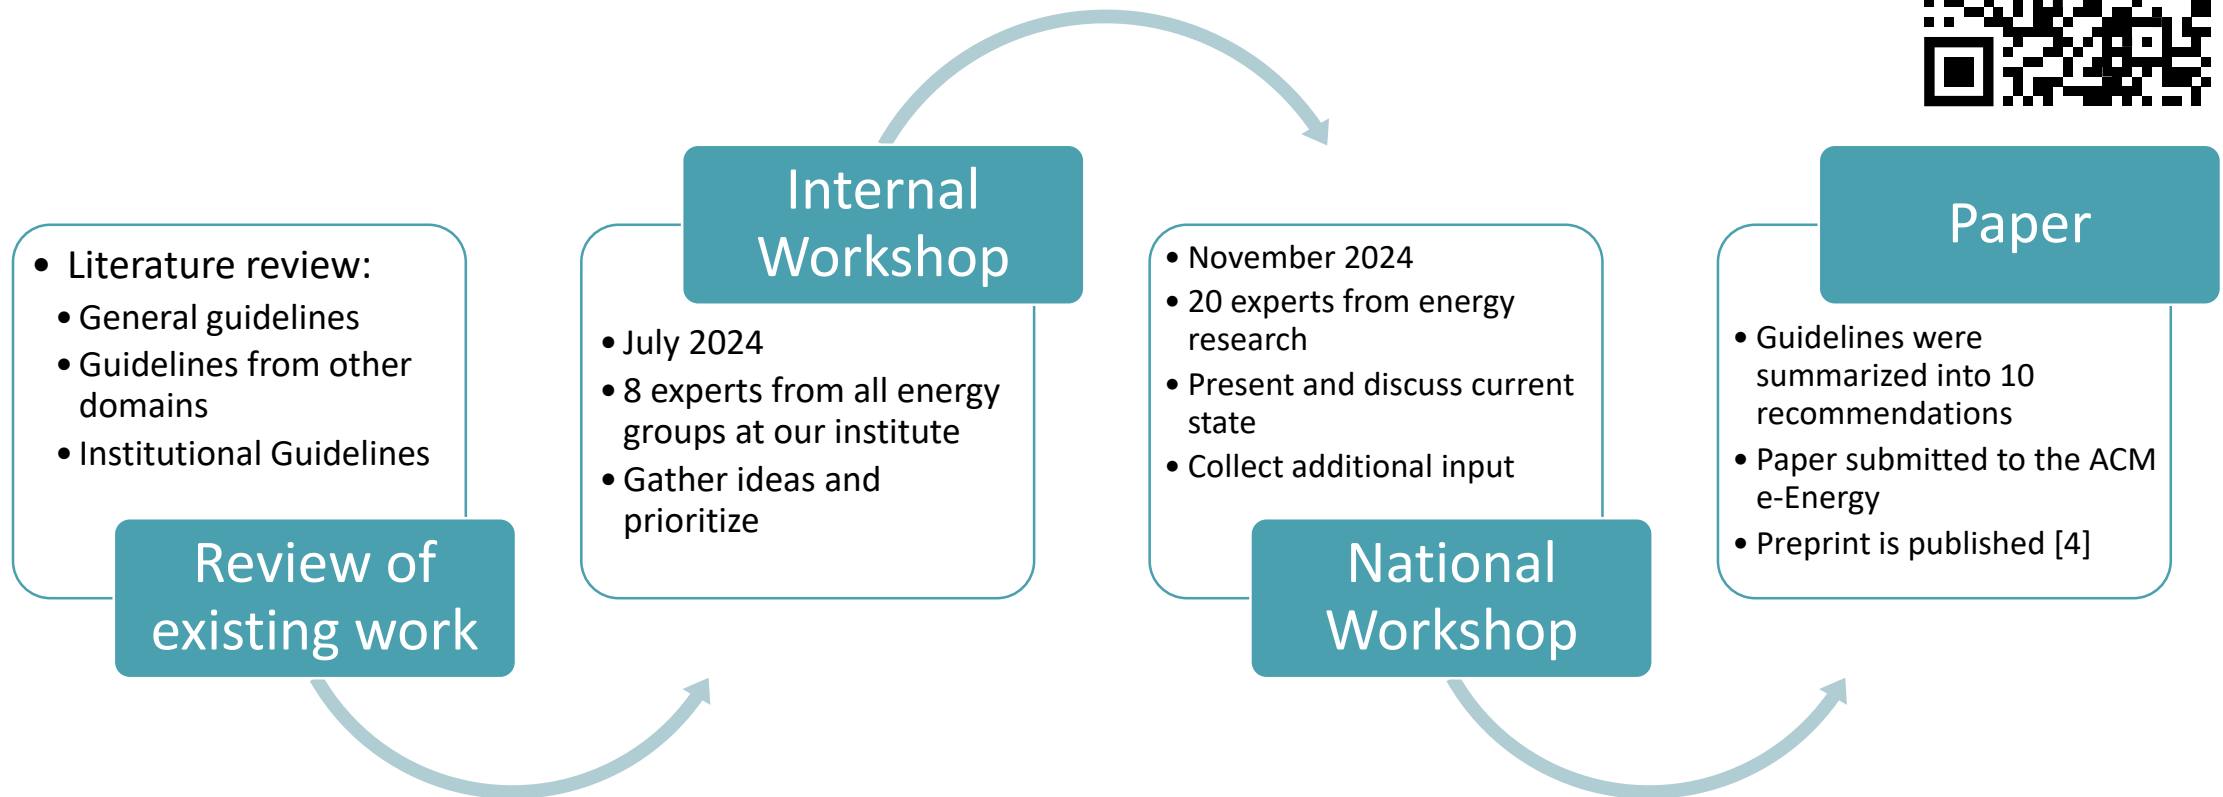 • Literature review:
• General guidelines
• Guidelines from other
domains
• Institutional Guidelines
Review of
existing work
Internal
Workshop
• July 2024
• 8 experts from all energy
groups at our institute
• Gather ideas and
prioritize
• November 2024
• 20 experts from energy
research
• Present and discuss current
state
• Collect additional input
National
Workshop
Paper
• Guidelines were
summarized into 10
recommendations
• Paper submitted to the ACM
e-Energy
• Preprint is published [4]